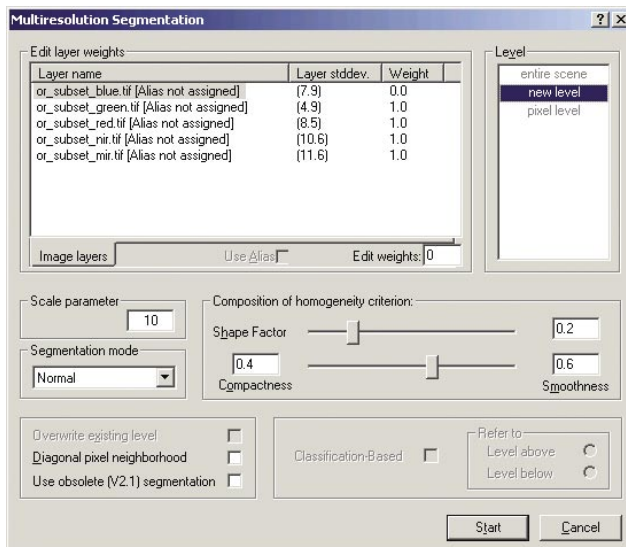 Multiresolution Segmentation
Edit layer weights
Layer name Layer stddev. Weight
or_subset_blue.tif [Alias not assigned] (7.9) 0.0
or_subset_green.tif [Alias not assigned] (4.9) 1.0
or_subset_red.tif [Alias not assigned] (8.5) 1.0
or_subset_nir.tif [Alias not assigned] (10.6) 1.0
or_subset_mir.tif [Alias not assigned] (11.6) 1.0
Image layers Use Alias Edit weights: 0
Level
entire scene
new level
pixel level
Scale parameter
10
Segmentation mode
Normal
Composition of homogeneity criterion:
Shape Factor 0.2
0.4 0.6
Compactness Smoothness
Overwrite existing level
Diagonal pixel neighborhood
Use obsolete (V2.1) segmentation
Classification-Based
Refer to
Level above
Level below
Start Cancel